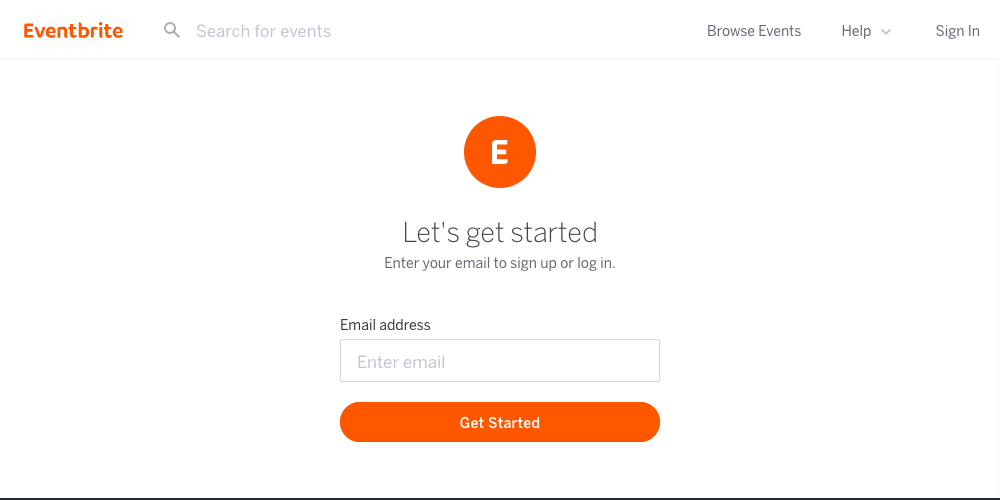 Eventbrite
Search for events
Browse Events
Help
Sign In
E
Let's get started
Enter your email to sign up or log in.
Email address
Enter email
Get Started